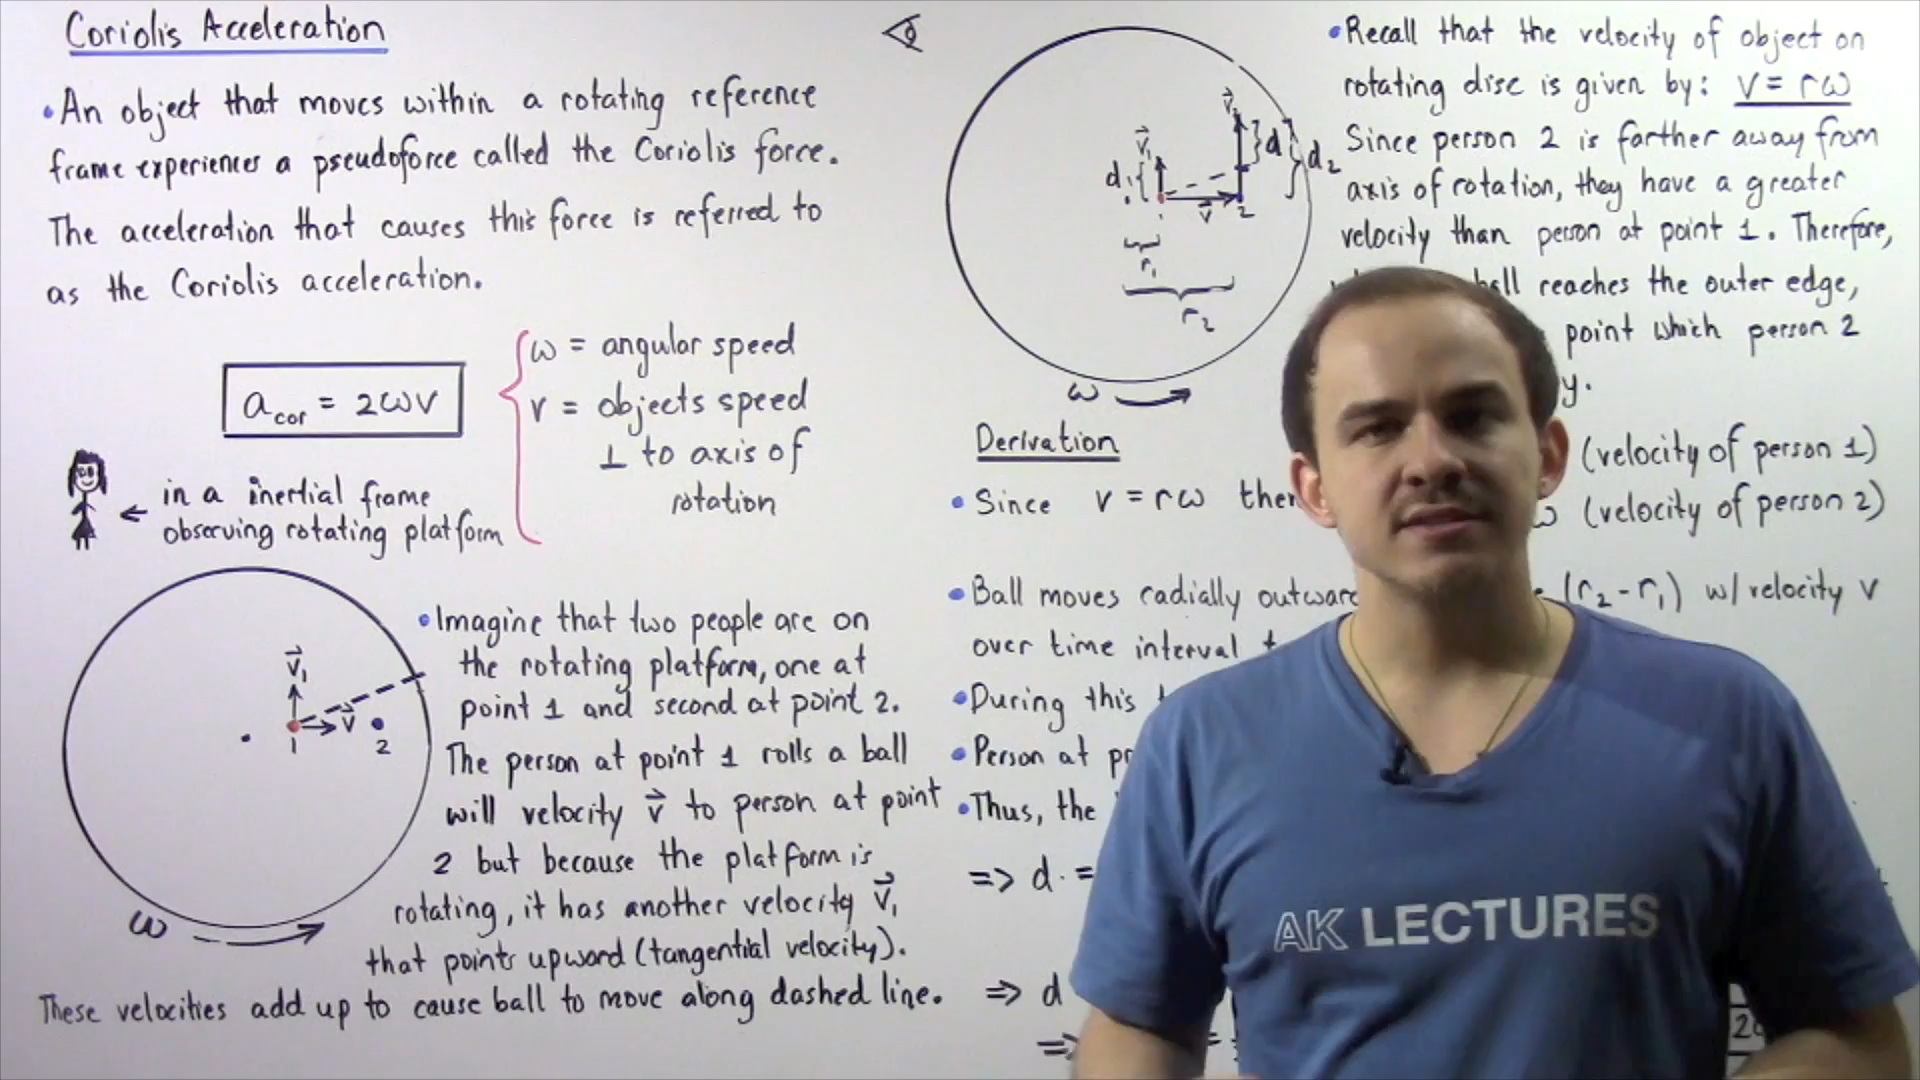 Coriolis Acceleration
• An object that moves within a rotating reference
frame experiences a pseudoforce called the Coriolis force.
The acceleration that causes this force is referred to
as the Coriolis acceleration.
a cor = 2ωv
ω = angular speed
v = objects speed
⊥ to axis of
rotation
← in a inertial frame
observing rotating platform
v⃗₁
v⃗
1
2
ω
• Imagine that two people are on
the rotating platform, one at
point 1 and second at point 2.
The person at point 1 rolls a ball
will velocity v⃗ to person at point
2 but because the platform is
rotating, it has another velocity v⃗₁
that points upward (tangential velocity).
These velocities add up to cause ball to move along dashed line.
v⃗₁
d₁
v⃗₂
d
d₂
v⃗
1
2
r₁
r₂
ω
• Recall that the velocity of object on
rotating disc is given by: v = rω
Since person 2 is farther away from
axis of rotation, they have a greater
velocity than person at point 1. Therefore,
ball reaches the outer edge,
point which person 2
y.
Derivation
• Since v = rω then
(velocity of person 1)
ω (velocity of person 2)
• Ball moves radially outward (r₂ - r₁) w/ velocity v
over time interval t
• During this
• Person at
• Thus, the
=> d =
=> d
=> =
AK LECTURES